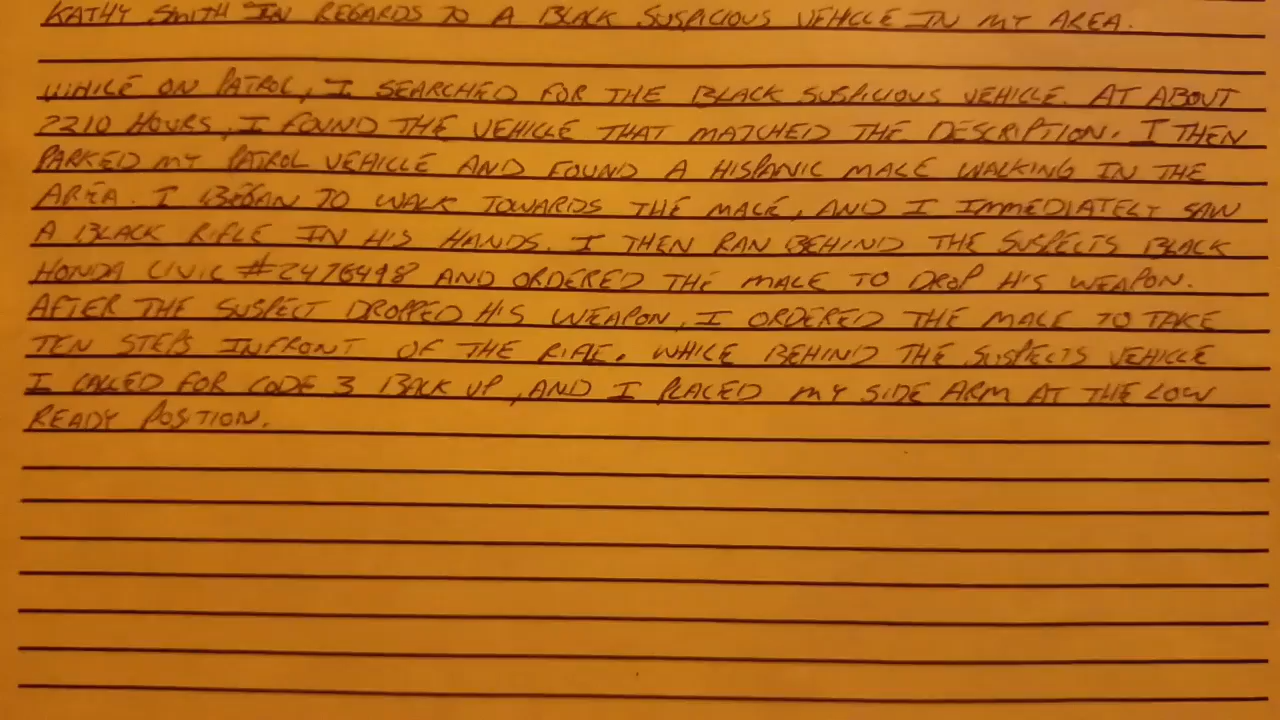 KATHY SMITH IN REGARDS TO A BLACK SUSPICIOUS VEHICLE IN MY AREA.
WHILE ON PATROL, I SEARCHED FOR THE BLACK SUSPICIOUS VEHICLE. AT ABOUT
2210 HOURS, I FOUND THE VEHICLE THAT MATCHED THE DESCRIPTION. I THEN
PARKED MY PATROL VEHICLE AND FOUND A HISPANIC MALE WALKING IN THE
AREA. I BEGAN TO WALK TOWARDS THE MALE, AND I IMMEDIATELY SAW
A BLACK RIFLE IN HIS HANDS. I THEN RAN BEHIND THE SUSPECTS BLACK
HONDA CIVIC #2476498 AND ORDERED THE MALE TO DROP HIS WEAPON.
AFTER THE SUSPECT DROPPED HIS WEAPON, I ORDERED THE MALE TO TAKE
TEN STEPS INFRONT OF THE RIFLE. WHILE BEHIND THE SUSPECTS VEHICLE
I CALLED FOR CODE 3 BACK UP, AND I PLACED MY SIDE ARM AT THE LOW
READY POSITION.